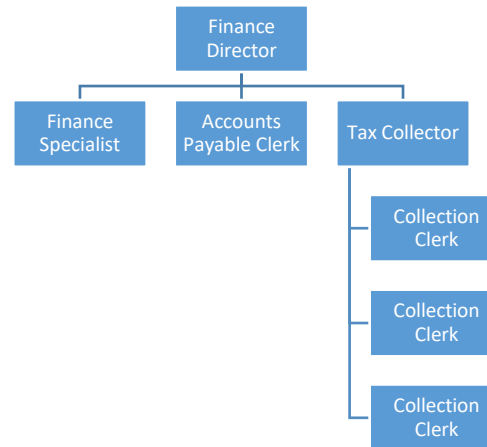 Finance
Director
Finance
Specialist
Accounts
Payable Clerk
Tax Collector
Collection
Clerk
Collection
Clerk
Collection
Clerk